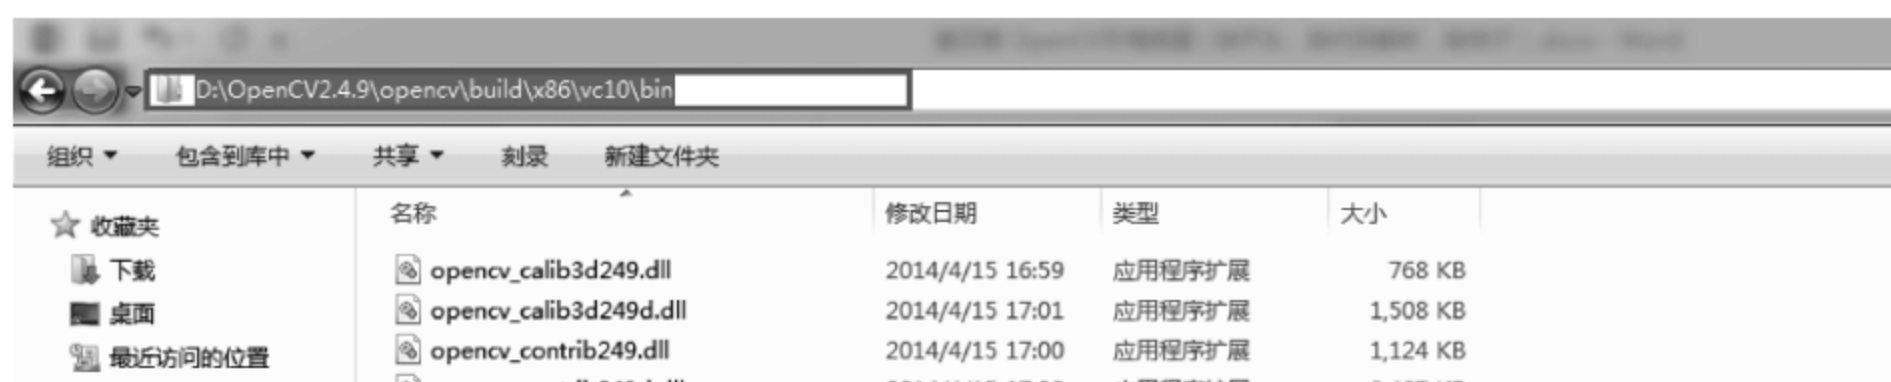 D:\OpenCV2.4.9\opencv\build\x86\vc10\bin
组织 包含到库中 共享 刻录 新建文件夹
名称 修改日期 类型 大小
收藏夹
下载
桌面
最近访问的位置
opencv_calib3d249.dll 2014/4/15 16:59 应用程序扩展 768 KB
opencv_calib3d249d.dll 2014/4/15 17:01 应用程序扩展 1,508 KB
opencv_contrib249.dll 2014/4/15 17:00 应用程序扩展 1,124 KB